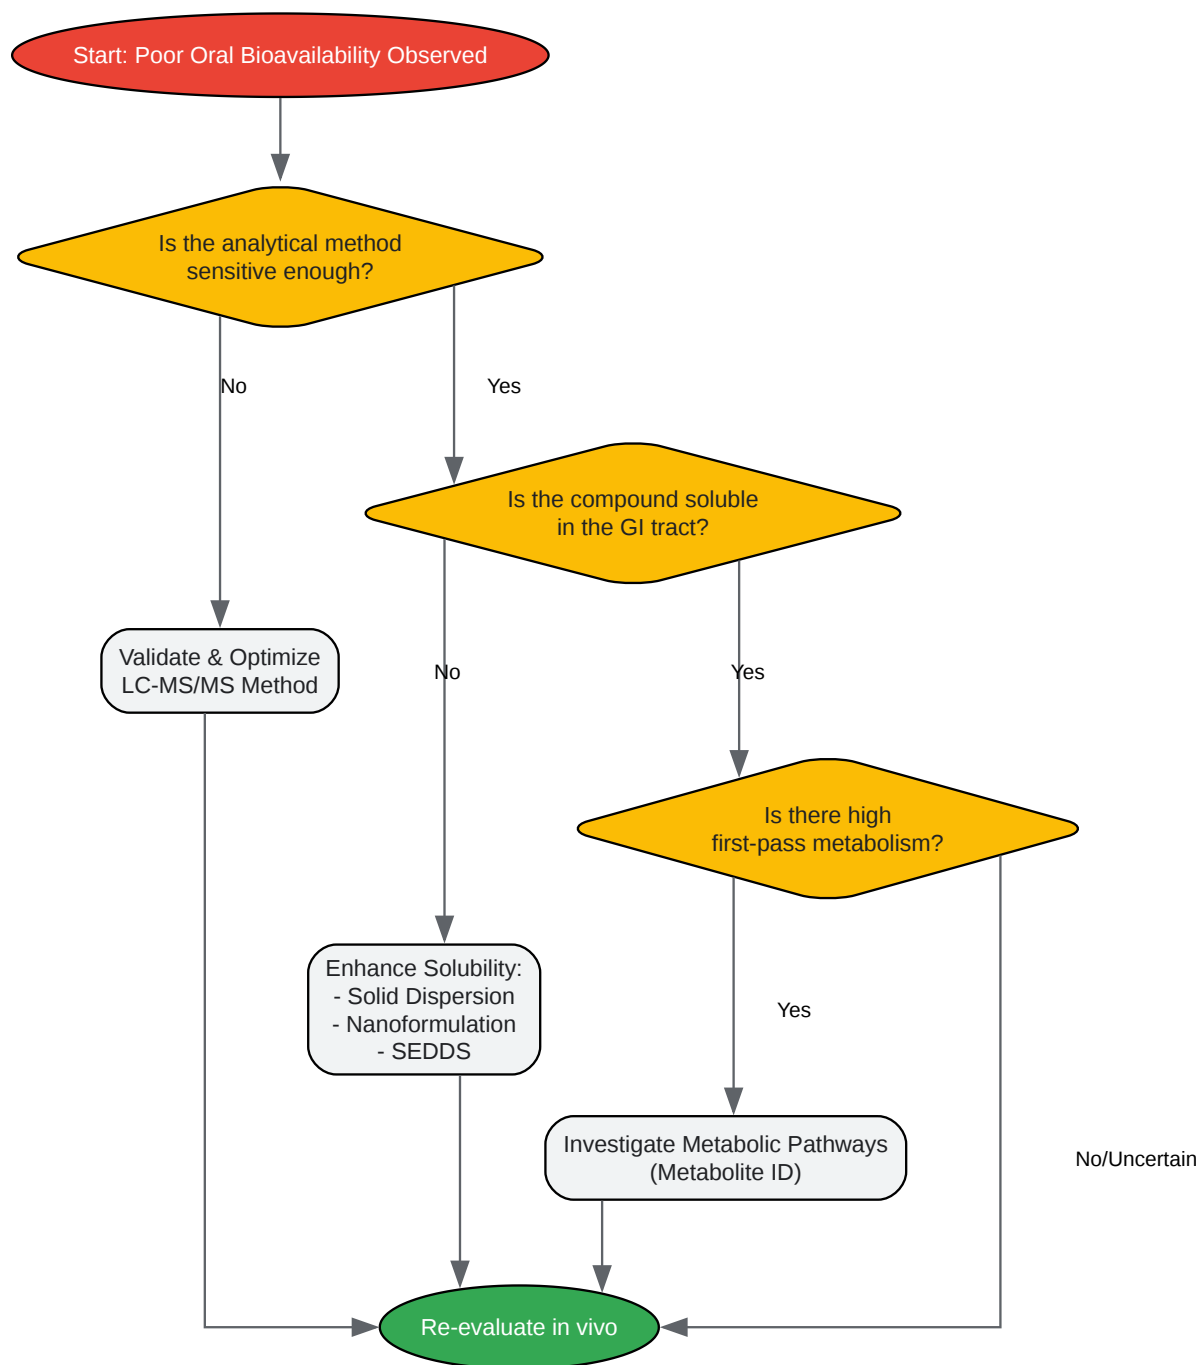 Start: Poor Oral Bioavailability Observed
Is the analytical method
sensitive enough?
No
Yes
Is the compound soluble
in the GI tract?
Validate & Optimize
LC-MS/MS Method
No
Yes
Is there high
first-pass metabolism?
Enhance Solubility:
- Solid Dispersion
- Nanoformulation
- SEDDS
Yes
Investigate Metabolic Pathways
(Metabolite ID)
No/Uncertain
Re-evaluate in vivo